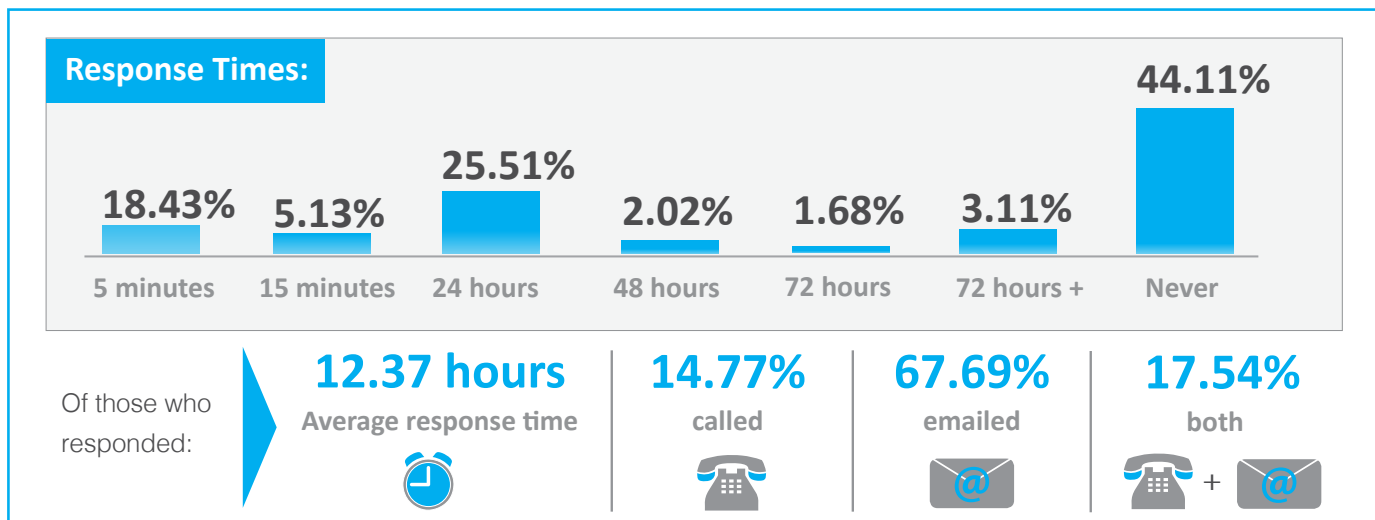 Response Times:
18.43% 5.13% 25.51% 2.02% 1.68% 3.11% 44.11%
5 minutes 15 minutes 24 hours 48 hours 72 hours 72 hours + Never
Of those who
responded:
12.37 hours
Average response time
14.77%
called
67.69%
emailed
@
17.54%
both
+ @